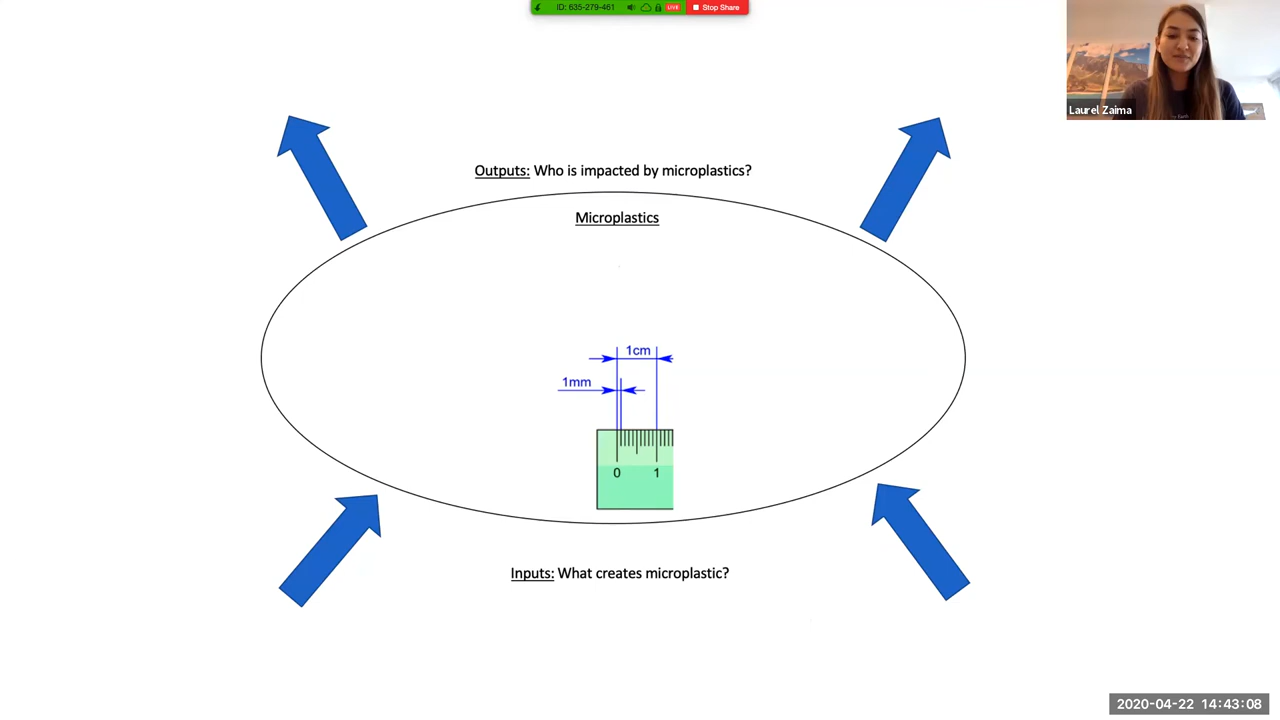 ID: 635-279-461 LIVE Stop Share
Laurel Zaima
Outputs: Who is impacted by microplastics?
Microplastics
1cm
1mm
0 1
Inputs: What creates microplastic?
2020-04-22 14:43:08